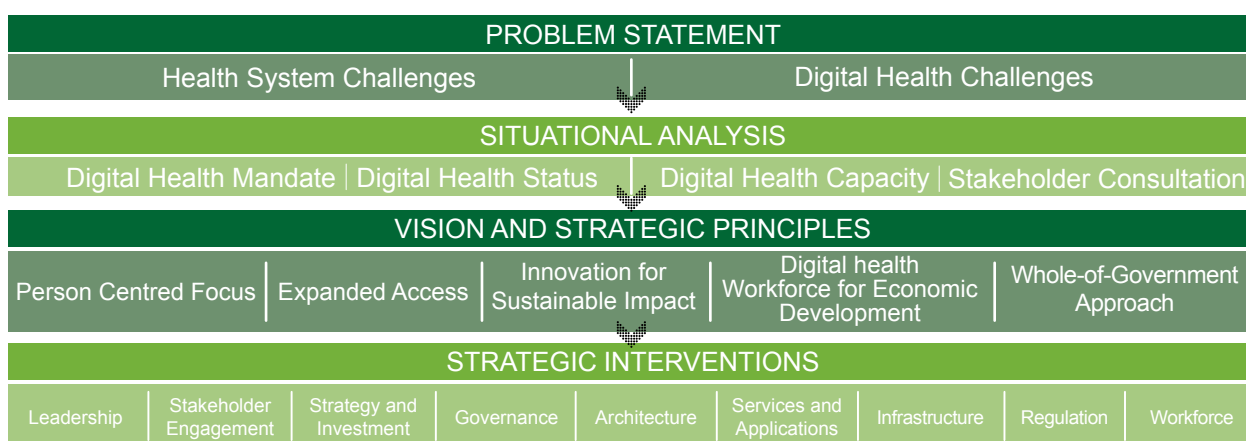 PROBLEM STATEMENT
Health System Challenges
Digital Health Challenges
SITUATIONAL ANALYSIS
Digital Health Mandate
Digital Health Status
Digital Health Capacity
Stakeholder Consultation
VISION AND STRATEGIC PRINCIPLES
Person Centred Focus
Expanded Access
Innovation for
Sustainable Impact
Digital health
Workforce for Economic
Development
Whole-of-Government
Approach
STRATEGIC INTERVENTIONS
Leadership
Stakeholder
Engagement
Strategy and
Investment
Governance
Architecture
Services and
Applications
Infrastructure
Regulation
Workforce